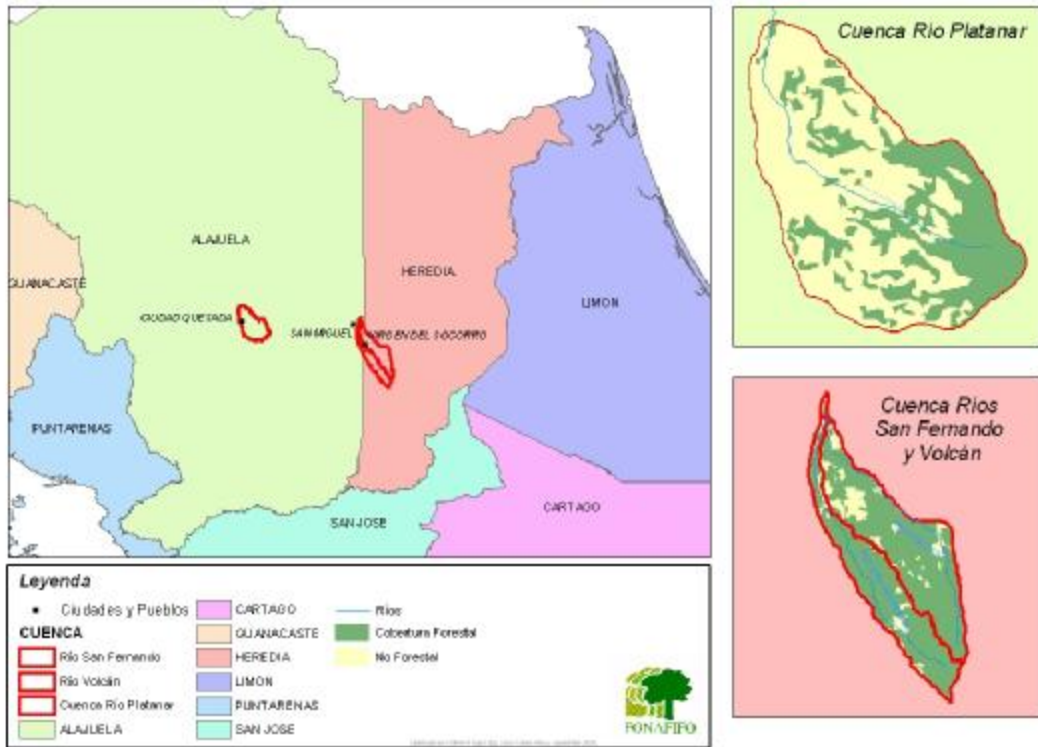 ALAJUELA
HEREDIA
LIMON
GUANACASTE
CIUDAD QUESADA
SAN MIGUEL
VIRGEN DEL SOCORRO
PUNTARENAS
SAN JOSE
CARTAGO
Cuenca Río Platanar
Cuenca Ríos
San Fernando
y Volcán
Leyenda
Ciudades y Pueblos
CUENCA
Río San Fernando
Río Volcán
Cuenca Río Platanar
ALAJUELA
CARTAGO
GUANACASTE
HEREDIA
LIMON
PUNTARENAS
SAN JOSE
Ríos
Cobertura Forestal
No Forestal
FONAFIFO